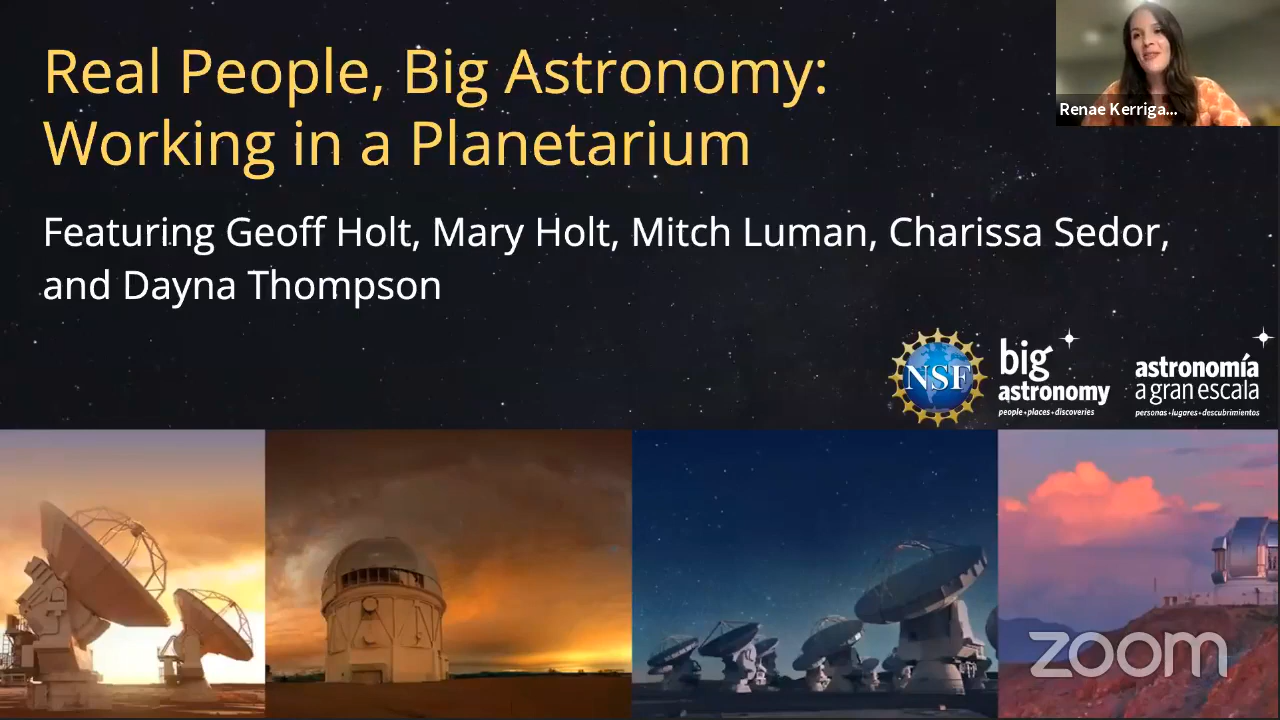 Real People, Big Astronomy:
Working in a Planetarium
Renae Kerriga...
Featuring Geoff Holt, Mary Holt, Mitch Luman, Charissa Sedor,
and Dayna Thompson
NSF
big
astronomy
people • places • discoveries
astronomía
a gran escala
personas • lugares • descubrimientos
zoom